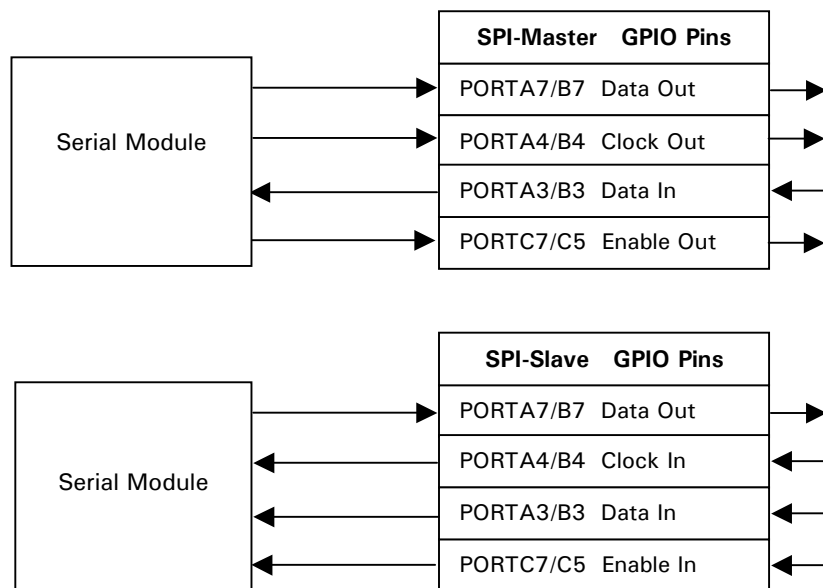 SPI-Master GPIO Pins
PORTA7/B7 Data Out
Serial Module
PORTA4/B4 Clock Out
PORTA3/B3 Data In
PORTC7/C5 Enable Out
SPI-Slave GPIO Pins
PORTA7/B7 Data Out
PORTA4/B4 Clock In
Serial Module
PORTA3/B3 Data In
PORTC7/C5 Enable In